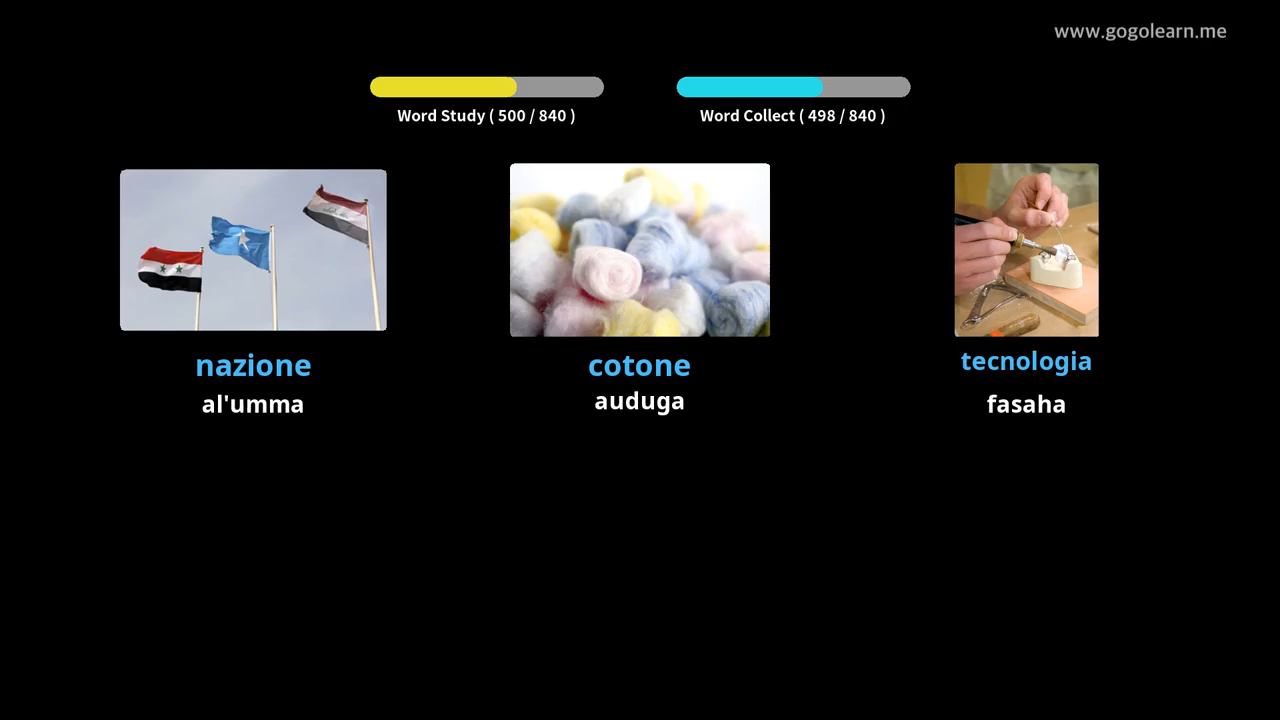 www.gogolearn.me
Word Study ( 500 / 840 )
Word Collect ( 498 / 840 )
nazione
al'umma
cotone
auduga
tecnologia
fasaha